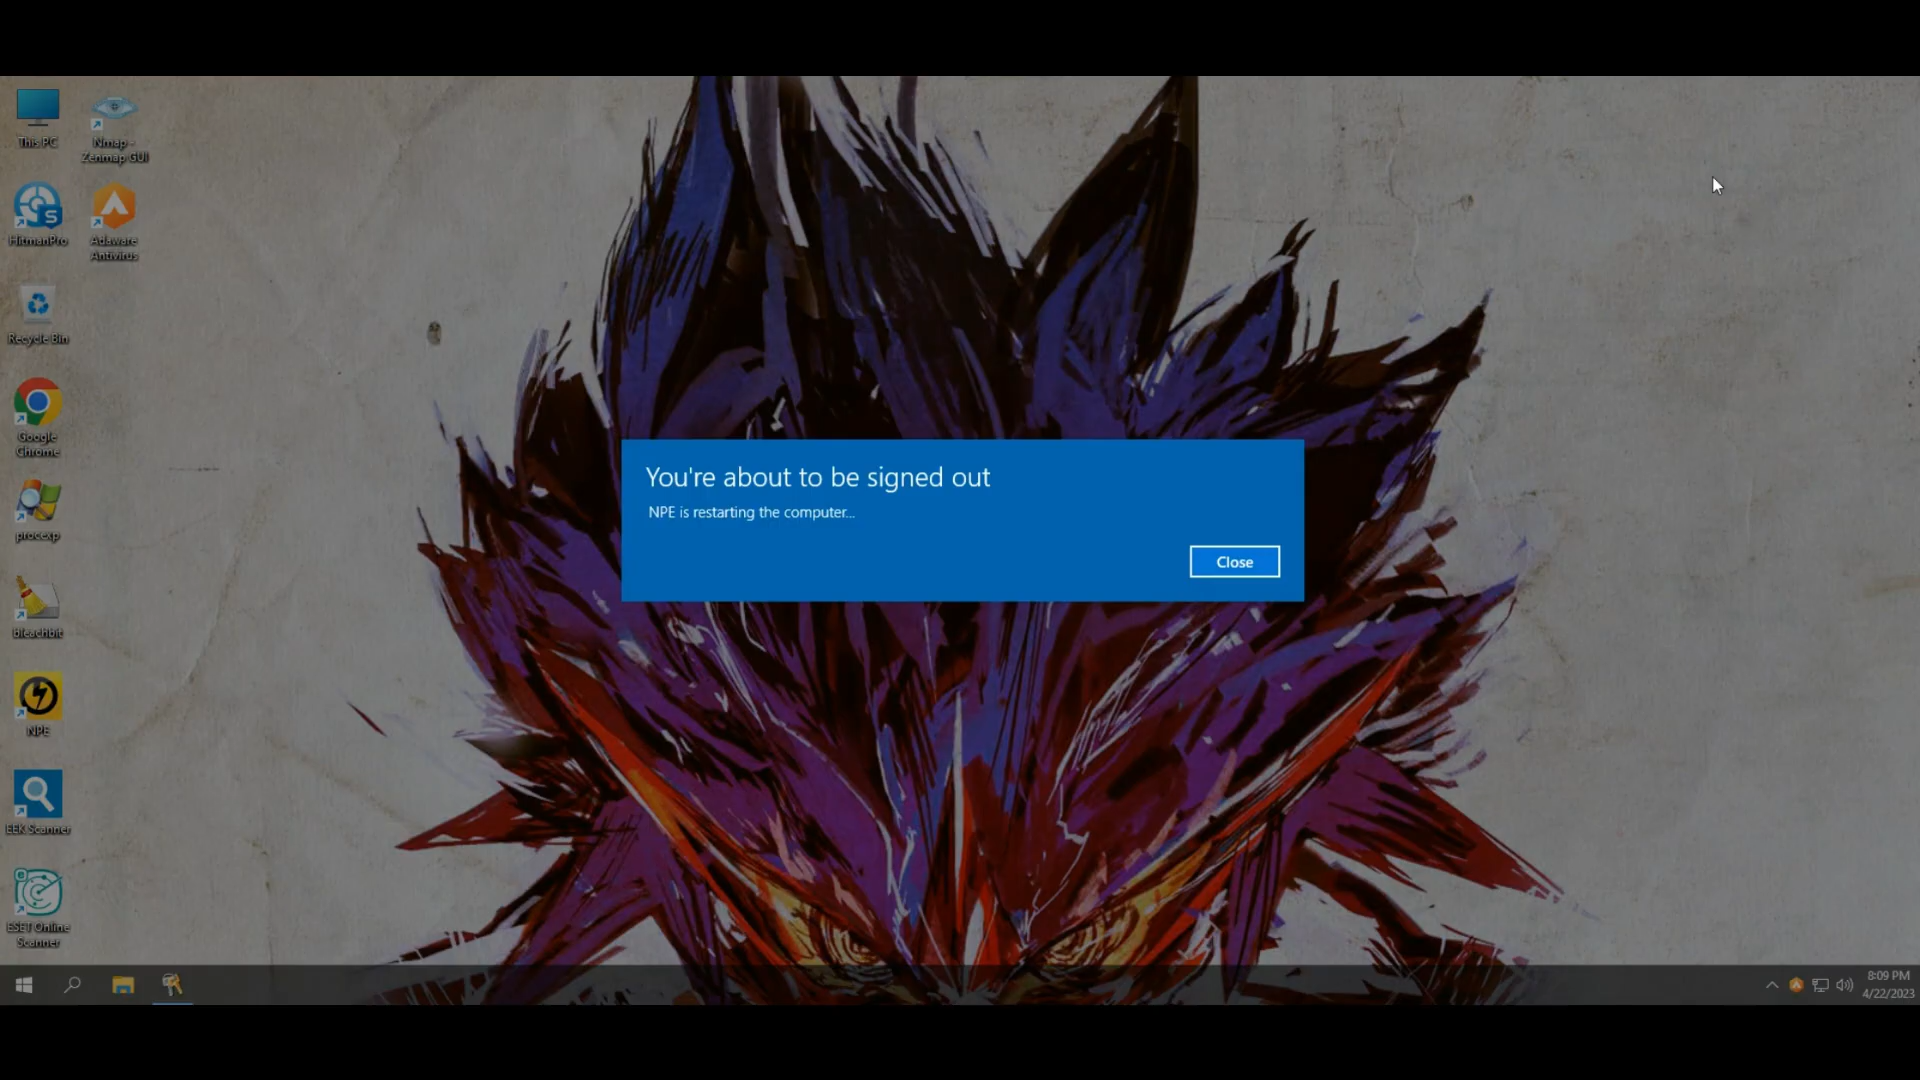 This PC
Nmap -
Zenmap GUI
HitmanPro
Adaware
Antivirus
Recycle Bin
Google
Chrome
procexp
bleachbit
NPE
EEK Scanner
ESET Online
Scanner
You're about to be signed out
NPE is restarting the computer...
Close
8:09 PM
4/22/2023